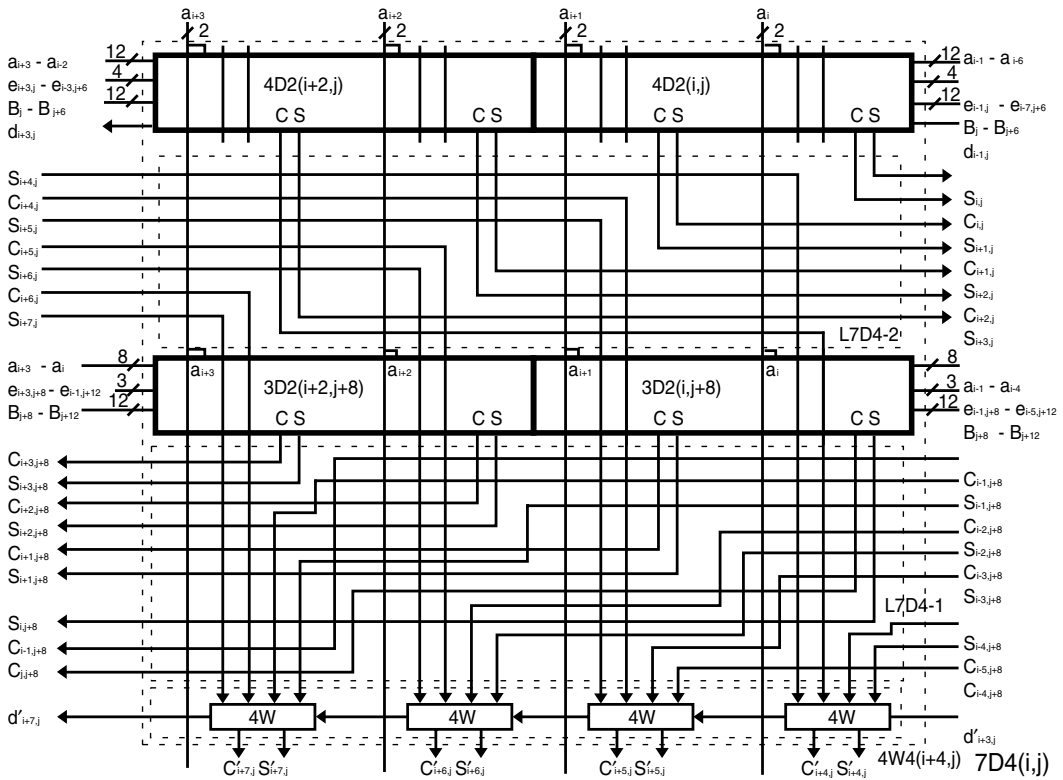 a_{i+3} a_{i+2} a_{i+1} a_i
2 2 2 2
a_{i+3} - a_{i-2} 12
e_{i+3,j} - e_{i-3,j+6} 4
B_j - B_{j+6} 12
d_{i+3,j}
4D2(i+2,j) 4D2(i,j)
C S C S C S C S
12 a_{i-1} - a_{i-6}
4
12 e_{i-1,j} - e_{i-7,j+6}
B_j - B_{j+6}
d_{i-1,j}
S_{i+4,j}
C_{i+4,j}
S_{i+5,j}
C_{i+5,j}
S_{i+6,j}
C_{i+6,j}
S_{i+7,j}
S_{i,j}
C_{i,j}
S_{i+1,j}
C_{i+1,j}
S_{i+2,j}
C_{i+2,j}
S_{i+3,j}
L7D4-2
a_{i+3} - a_i 8
e_{i+3,j+8} - e_{i-1,j+12} 3
B_{j+8} - B_{j+12} 12
a_{i+3} a_{i+2} a_{i+1} a_i
3D2(i+2,j+8) 3D2(i,j+8)
C S C S C S C S
8
3 a_{i-1} - a_{i-4}
12 e_{i-1,j+8} - e_{i-5,j+12}
B_{j+8} - B_{j+12}
C_{i+3,j+8}
S_{i+3,j+8}
C_{i+2,j+8}
S_{i+2,j+8}
C_{i+1,j+8}
S_{i+1,j+8}
S_{i,j+8}
C_{i-1,j+8}
C_{j,j+8}
C_{i-1,j+8}
S_{i-1,j+8}
C_{i-2,j+8}
S_{i-2,j+8}
C_{i-3,j+8}
S_{i-3,j+8}
L7D4-1
S_{i-4,j+8}
C_{i-5,j+8}
C_{i-4,j+8}
d'_{i+7,j} 4W 4W 4W 4W
d'_{i+3,j}
C'_{i+7,j} S'_{i+7,j} C'_{i+6,j} S'_{i+6,j} C'_{i+5,j} S'_{i+5,j} C'_{i+4,j} S'_{i+4,j}
4W4(i+4,j) 7D4(i,j)